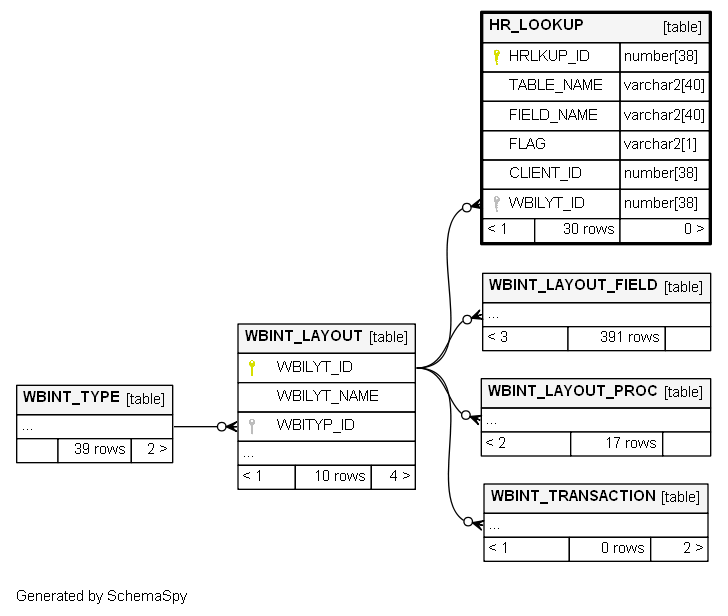 HR_LOOKUP [table]
HRLKUP_ID number[38]
TABLE_NAME varchar2[40]
FIELD_NAME varchar2[40]
FLAG varchar2[1]
CLIENT_ID number[38]
WBILYT_ID number[38]
< 1 30 rows 0 >
WBINT_LAYOUT_FIELD [table]
...
< 3 391 rows
WBINT_LAYOUT [table]
WBILYT_ID
WBILYT_NAME
WBITYP_ID
...
< 1 10 rows 4 >
WBINT_TYPE [table]
...
39 rows 2 >
WBINT_LAYOUT_PROC [table]
...
< 2 17 rows
WBINT_TRANSACTION [table]
...
< 1 0 rows 2 >
Generated by SchemaSpy